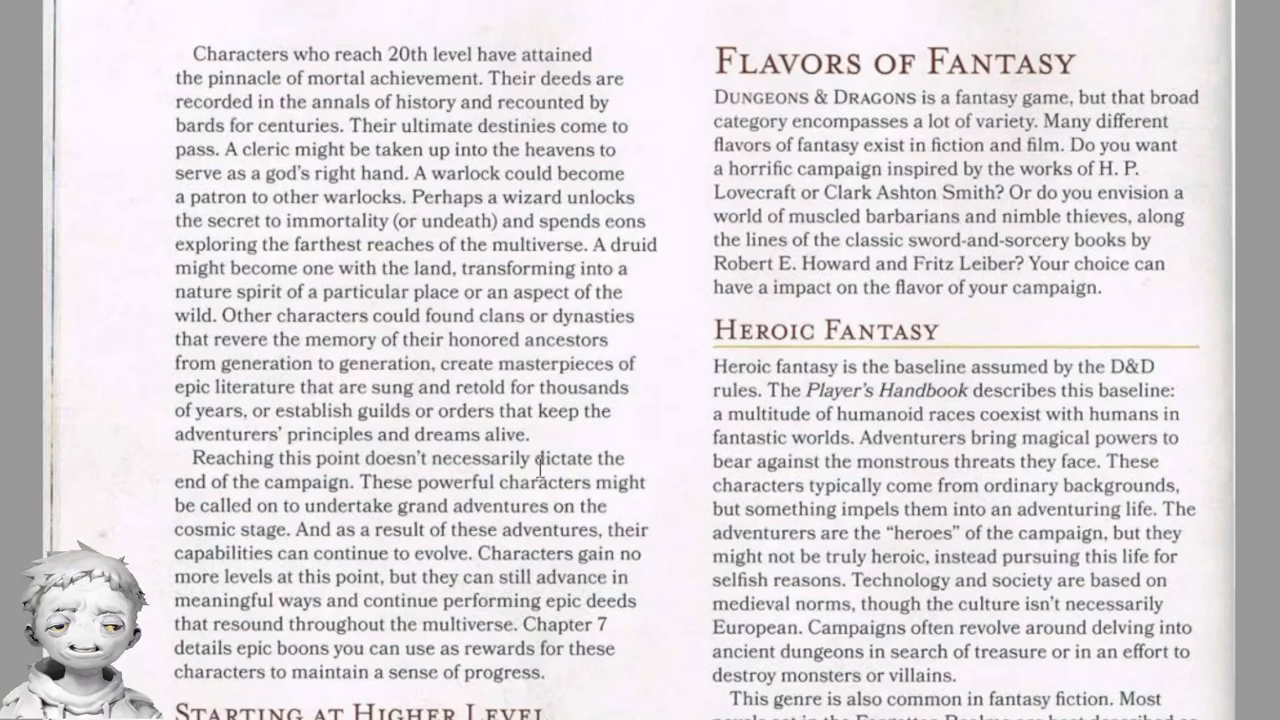 Characters who reach 20th level have attained
the pinnacle of mortal achievement. Their deeds are
recorded in the annals of history and recounted by
bards for centuries. Their ultimate destinies come to
pass. A cleric might be taken up into the heavens to
serve as a god's right hand. A warlock could become
a patron to other warlocks. Perhaps a wizard unlocks
the secret to immortality (or undeath) and spends eons
exploring the farthest reaches of the multiverse. A druid
might become one with the land, transforming into a
nature spirit of a particular place or an aspect of the
wild. Other characters could found clans or dynasties
that revere the memory of their honored ancestors
from generation to generation, create masterpieces of
epic literature that are sung and retold for thousands
of years, or establish guilds or orders that keep the
adventurers' principles and dreams alive.
Reaching this point doesn't necessarily dictate the
end of the campaign. These powerful characters might
be called on to undertake grand adventures on the
cosmic stage. And as a result of these adventures, their
capabilities can continue to evolve. Characters gain no
more levels at this point, but they can still advance in
meaningful ways and continue performing epic deeds
that resound throughout the multiverse. Chapter 7
details epic boons you can use as rewards for these
characters to maintain a sense of progress.
Starting at Higher Level
Flavors of Fantasy
Dungeons & Dragons is a fantasy game, but that broad
category encompasses a lot of variety. Many different
flavors of fantasy exist in fiction and film. Do you want
a horrific campaign inspired by the works of H. P.
Lovecraft or Clark Ashton Smith? Or do you envision a
world of muscled barbarians and nimble thieves, along
the lines of the classic sword-and-sorcery books by
Robert E. Howard and Fritz Leiber? Your choice can
have a impact on the flavor of your campaign.
Heroic Fantasy
Heroic fantasy is the baseline assumed by the D&D
rules. The Player's Handbook describes this baseline:
a multitude of humanoid races coexist with humans in
fantastic worlds. Adventurers bring magical powers to
bear against the monstrous threats they face. These
characters typically come from ordinary backgrounds,
but something impels them into an adventuring life. The
adventurers are the "heroes" of the campaign, but they
might not be truly heroic, instead pursuing this life for
selfish reasons. Technology and society are based on
medieval norms, though the culture isn't necessarily
European. Campaigns often revolve around delving into
ancient dungeons in search of treasure or in an effort to
destroy monsters or villains.
This genre is also common in fantasy fiction. Most